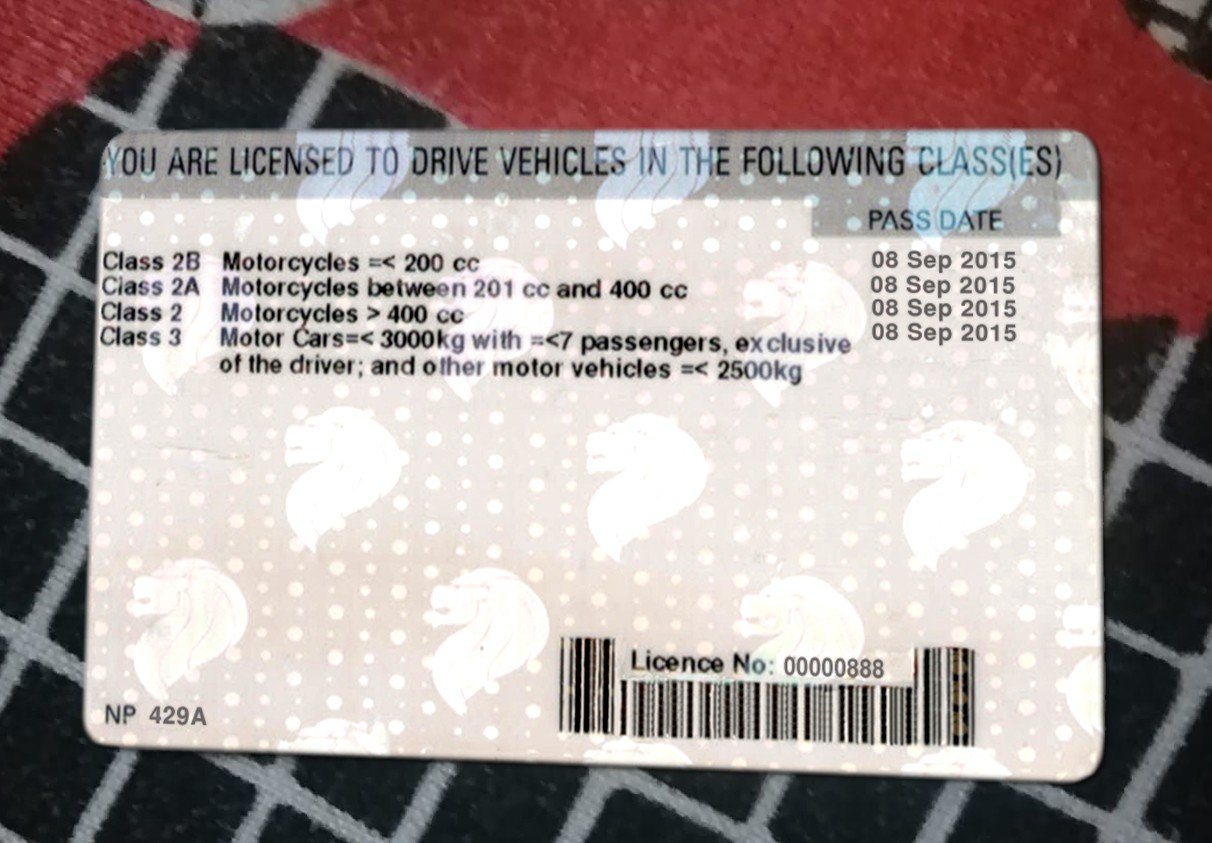 YOU ARE LICENSED TO DRIVE VEHICLES IN THE FOLLOWING CLASS(ES)
PASS DATE
Class 2B Motorcycles =< 200 cc 08 Sep 2015
Class 2A Motorcycles between 201 cc and 400 cc 08 Sep 2015
Class 2 Motorcycles > 400 cc 08 Sep 2015
Class 3 Motor Cars=< 3000kg with =<7 passengers, exclusive 08 Sep 2015
of the driver; and other motor vehicles =< 2500kg
Licence No: 00000888
NP 429A